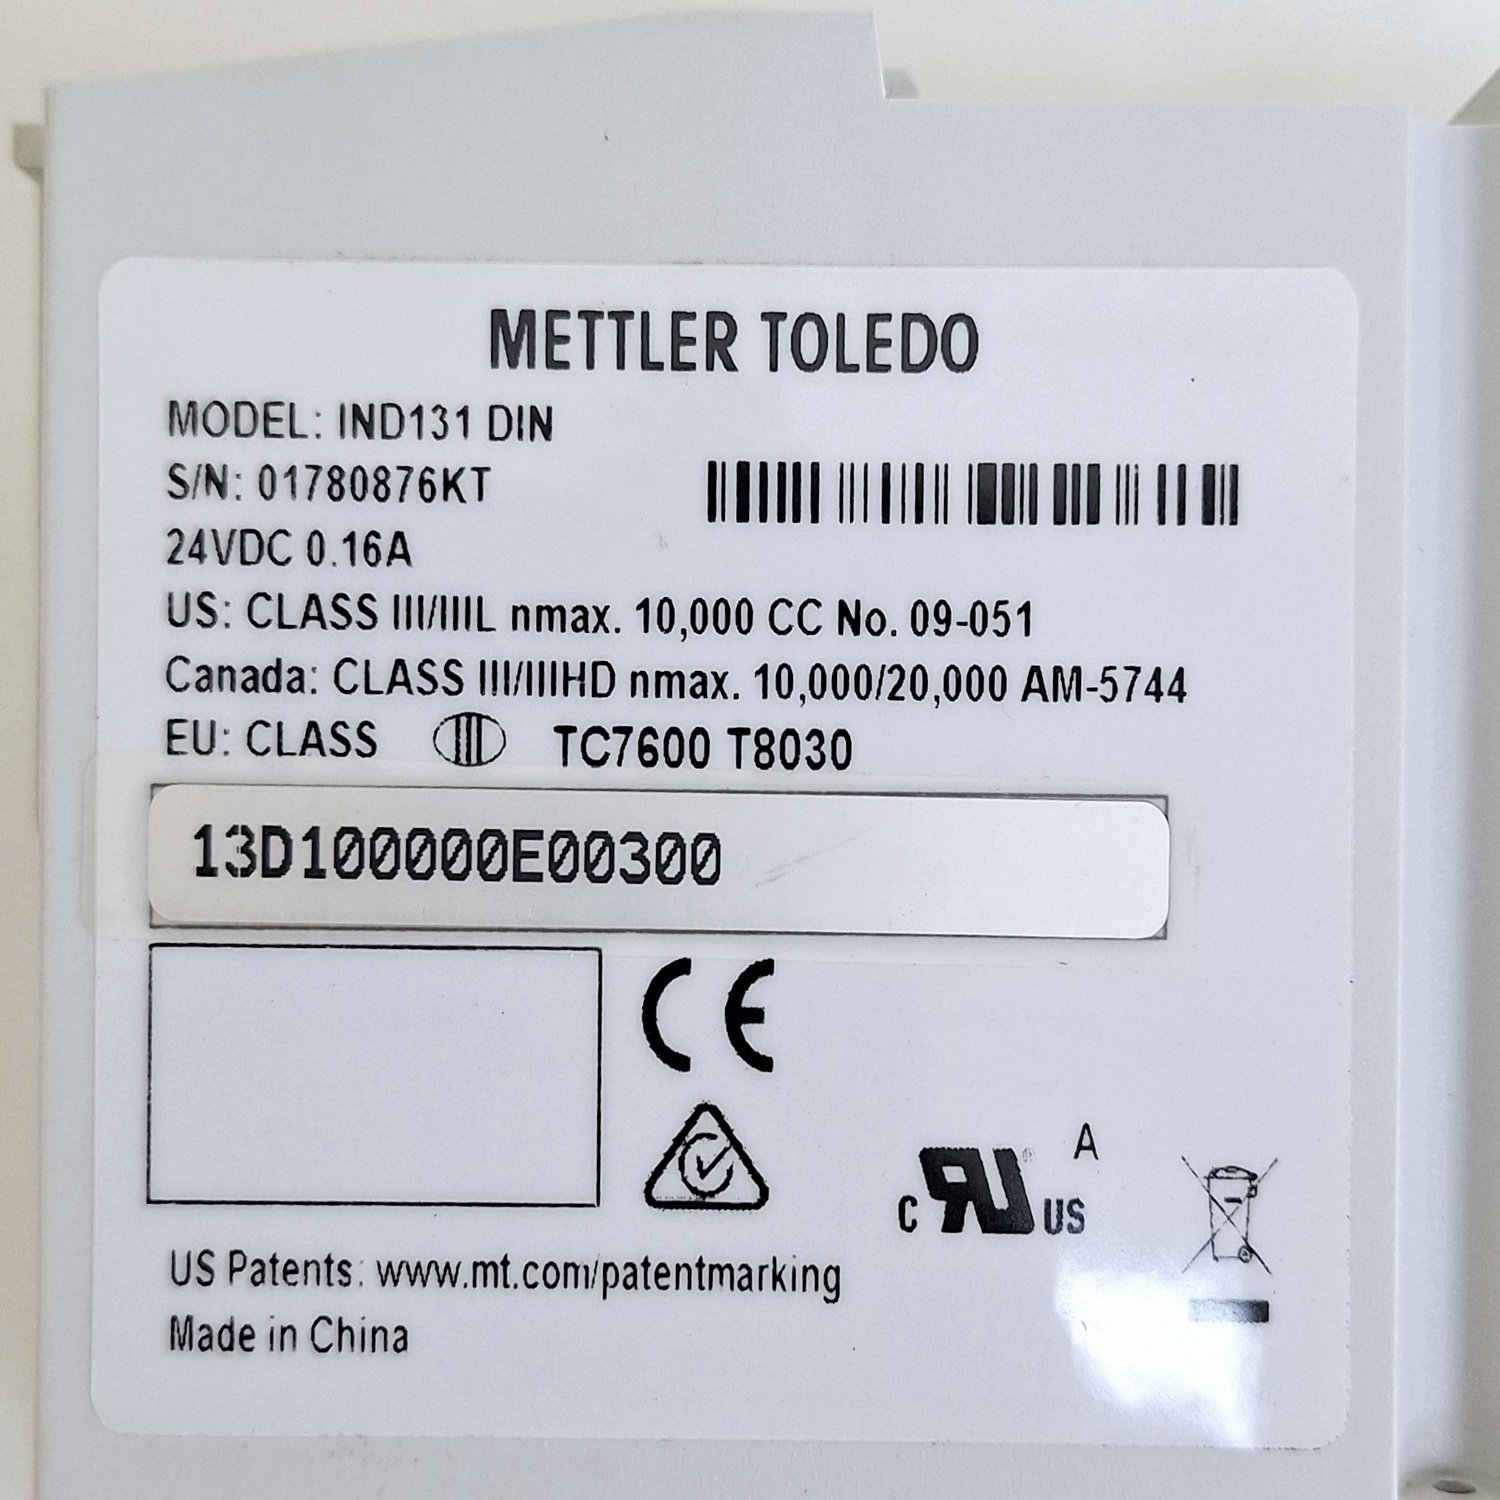 METTLER TOLEDO
MODEL: IND131 DIN
S/N: 01780876KT
24VDC 0.16A
US: CLASS III/IIIL nmax. 10,000 CC No. 09-051
Canada: CLASS III/IIIHD nmax. 10,000/20,000 AM-5744
EU: CLASS III TC7600 T8030
13D100000E00300
CE
A
c RU ® US
US Patents: www.mt.com/patentmarking
Made in China